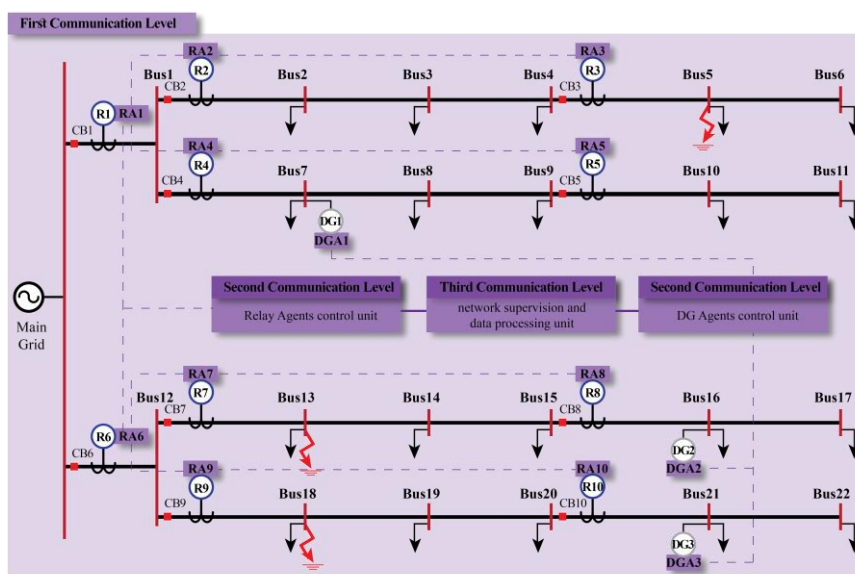 First Communication Level
RA2
RA3
R2
R3
Bus1
Bus2
Bus3
Bus4
Bus5
Bus6
CB2
CB3
R1
RA1
CB1
RA4
RA5
R4
R5
Bus7
Bus8
Bus9
Bus10
Bus11
CB4
CB5
DG1
DGA1
Second Communication Level
Relay Agents control unit
Third Communication Level
network supervision and
data processing unit
Second Communication Level
DG Agents control unit
Main
Grid
RA7
RA8
R7
R8
Bus12
Bus13
Bus14
Bus15
Bus16
Bus17
CB7
CB8
R6
RA6
CB6
DG2
DGA2
RA9
RA10
R9
R10
Bus18
Bus19
Bus20
Bus21
Bus22
CB9
CB10
DG3
DGA3